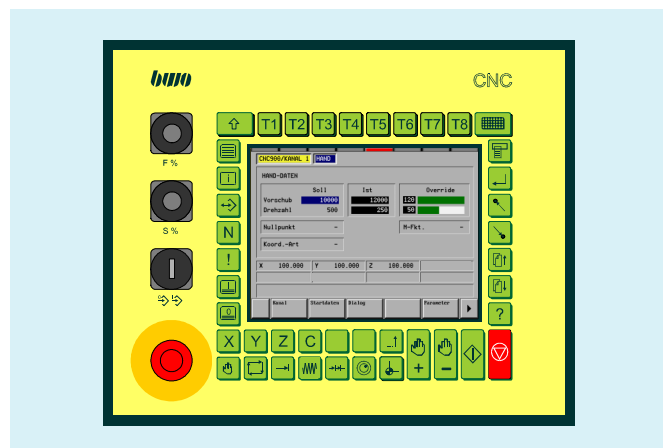 CNC
T1 T2 T3 T4 T5 T6 T7 T8
F %
S %
CNC900/KANAL 1 HAND
HAND-DATEN
Soll Ist Override
Vorschub 10000 12000 120
Drehzahl 500 250 50
Nullpunkt - M-Fkt. -
Koord.-Art -
X 100.000 Y 100.000 Z 100.000
Kanal Startdaten Dialog Parameter
N
!
?
X Y Z C
+ -